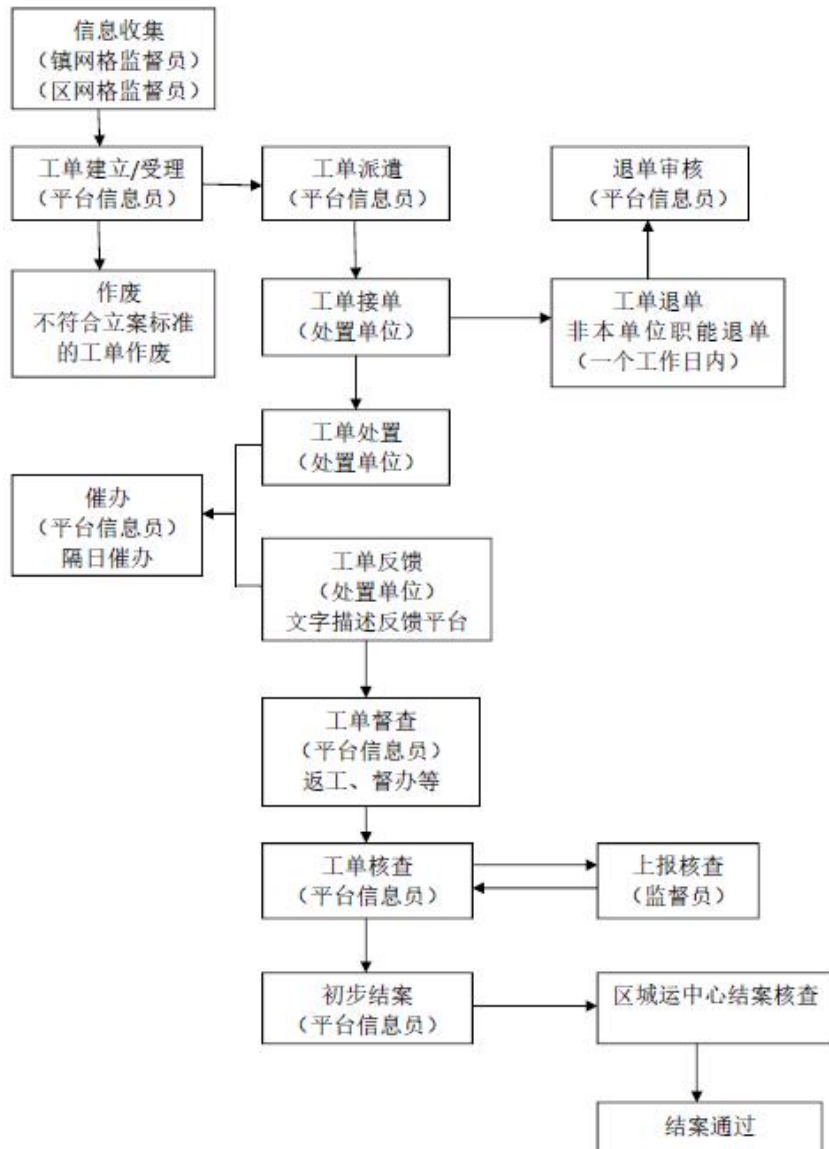 信息收集
（镇网格监督员）
（区网格监督员）
工单建立/受理
（平台信息员）
工单派遣
（平台信息员）
退单审核
（平台信息员）
作废
不符合立案标准
的工单作废
工单接单
（处置单位）
工单退单
非本单位职能退单
（一个工作日内）
工单处置
（处置单位）
催办
（平台信息员）
隔日催办
工单反馈
（处置单位）
文字描述反馈平台
工单督查
（平台信息员）
返工、督办等
工单核查
（平台信息员）
上报核查
（监督员）
初步结案
（平台信息员）
区城运中心结案核查
结案通过